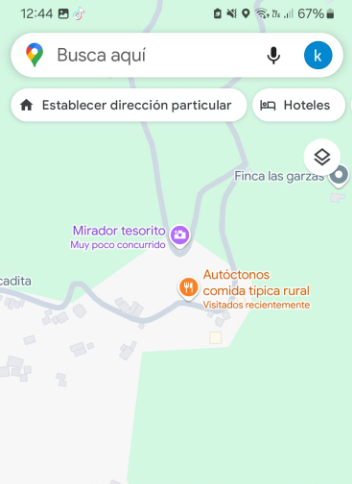 12:44
67%
Busca aquí
k
Establecer dirección particular
Hoteles
Finca las garzas
Mirador tesorito
Muy poco concurrido
cadita
Autóctonos
comida típica rural
Visitados recientemente